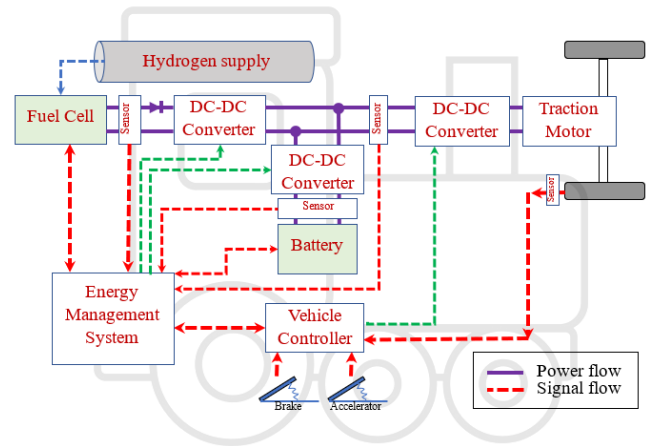 Hydrogen supply
Fuel Cell
Sensor
DC-DC
Converter
Sensor
DC-DC
Converter
Traction
Motor
DC-DC
Converter
Sensor
Sensor
Battery
Energy
Management
System
Vehicle
Controller
Brake
Accelerator
Power flow
Signal flow